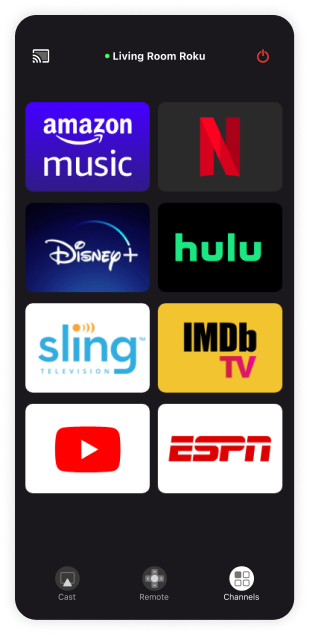 Living Room Roku
amazon
music
N
Disney+
hulu
sling
TELEVISION
IMDb
TV
ESPN
Cast
Remote
Channels